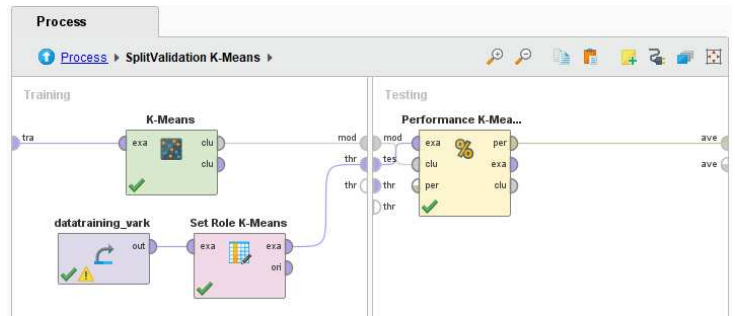 Process
Process ▸ SplitValidation K-Means ▸
Training
Testing
K-Means
Performance K-Mea...
tra
exa
clu
clu
mod
thr
thr
mod
tes
thr
thr
exa
clu
per
per
exa
clu
ave
ave
datatraining_vark
Set Role K-Means
out
exa
exa
ori